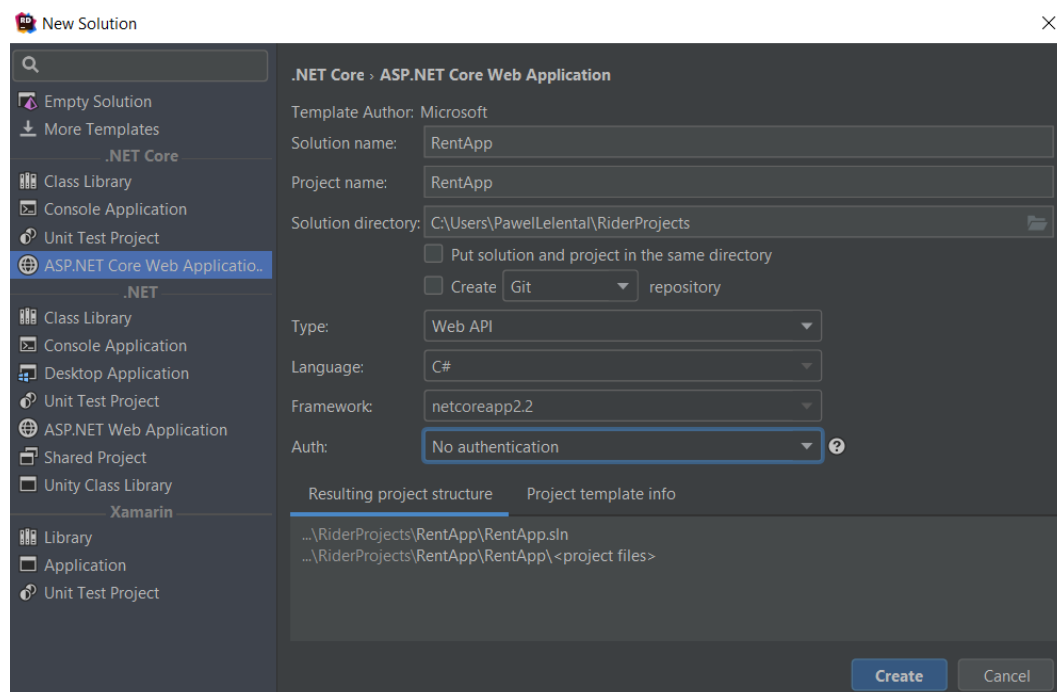 New Solution
Empty Solution
More Templates
.NET Core
Class Library
Console Application
Unit Test Project
ASP.NET Core Web Applicatio..
.NET
Class Library
Console Application
Desktop Application
Unit Test Project
ASP.NET Web Application
Shared Project
Unity Class Library
Xamarin
Library
Application
Unit Test Project
.NET Core › ASP.NET Core Web Application
Template Author: Microsoft
Solution name: RentApp
Project name: RentApp
Solution directory: C:\Users\PawelLelental\RiderProjects
Put solution and project in the same directory
Create Git repository
Type: Web API
Language: C#
Framework: netcoreapp2.2
Auth: No authentication
Resulting project structure Project template info
...\RiderProjects\RentApp\RentApp.sln
...\RiderProjects\RentApp\RentApp\<project files>
Create Cancel